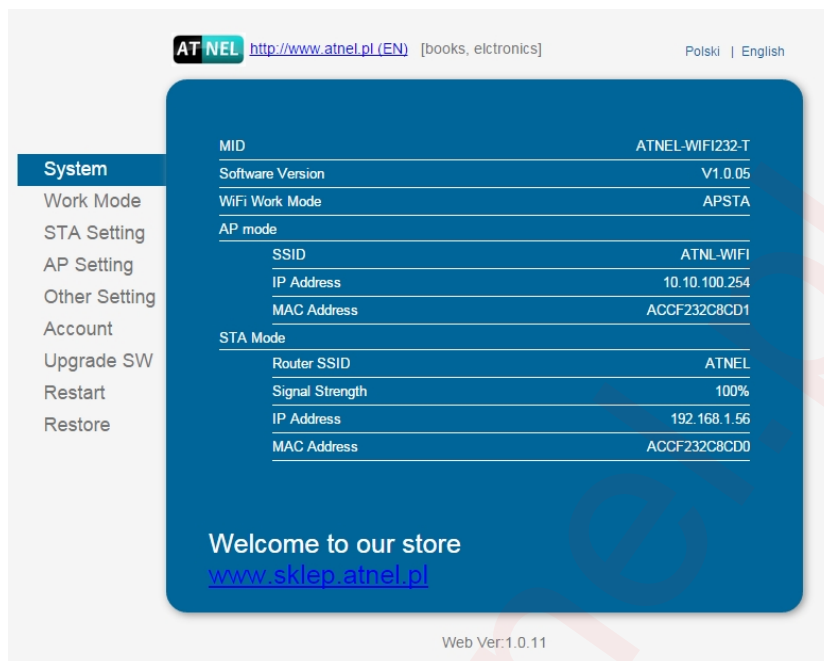 ATNEL http://www.atnel.pl (EN) [books, elctronics] Polski | English
System
Work Mode
STA Setting
AP Setting
Other Setting
Account
Upgrade SW
Restart
Restore
MID ATNEL-WIFI232-T
Software Version V1.0.05
WiFi Work Mode APSTA
AP mode
SSID ATNL-WIFI
IP Address 10.10.100.254
MAC Address ACCF232C8CD1
STA Mode
Router SSID ATNEL
Signal Strength 100%
IP Address 192.168.1.56
MAC Address ACCF232C8CD0
Welcome to our store
www.sklep.atnel.pl
Web Ver:1.0.11